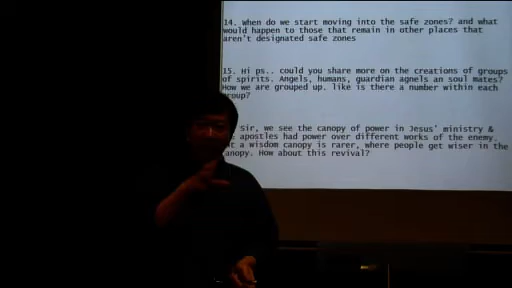 14. when do we start moving into the safe zones? and what
would happen to those that remain in other places that
aren't designated safe zones
15. Hi ps.. could you share more on the creations of groups
of spirits. Angels, humans, guardian agnels an soul mates?
How we are grouped up. like is there a number within each
group?
Sir, we see the canopy of power in Jesus' ministry &
apostles had power over different works of the enemy.
a wisdom canopy is rarer, where people get wiser in the
canopy. How about this revival?